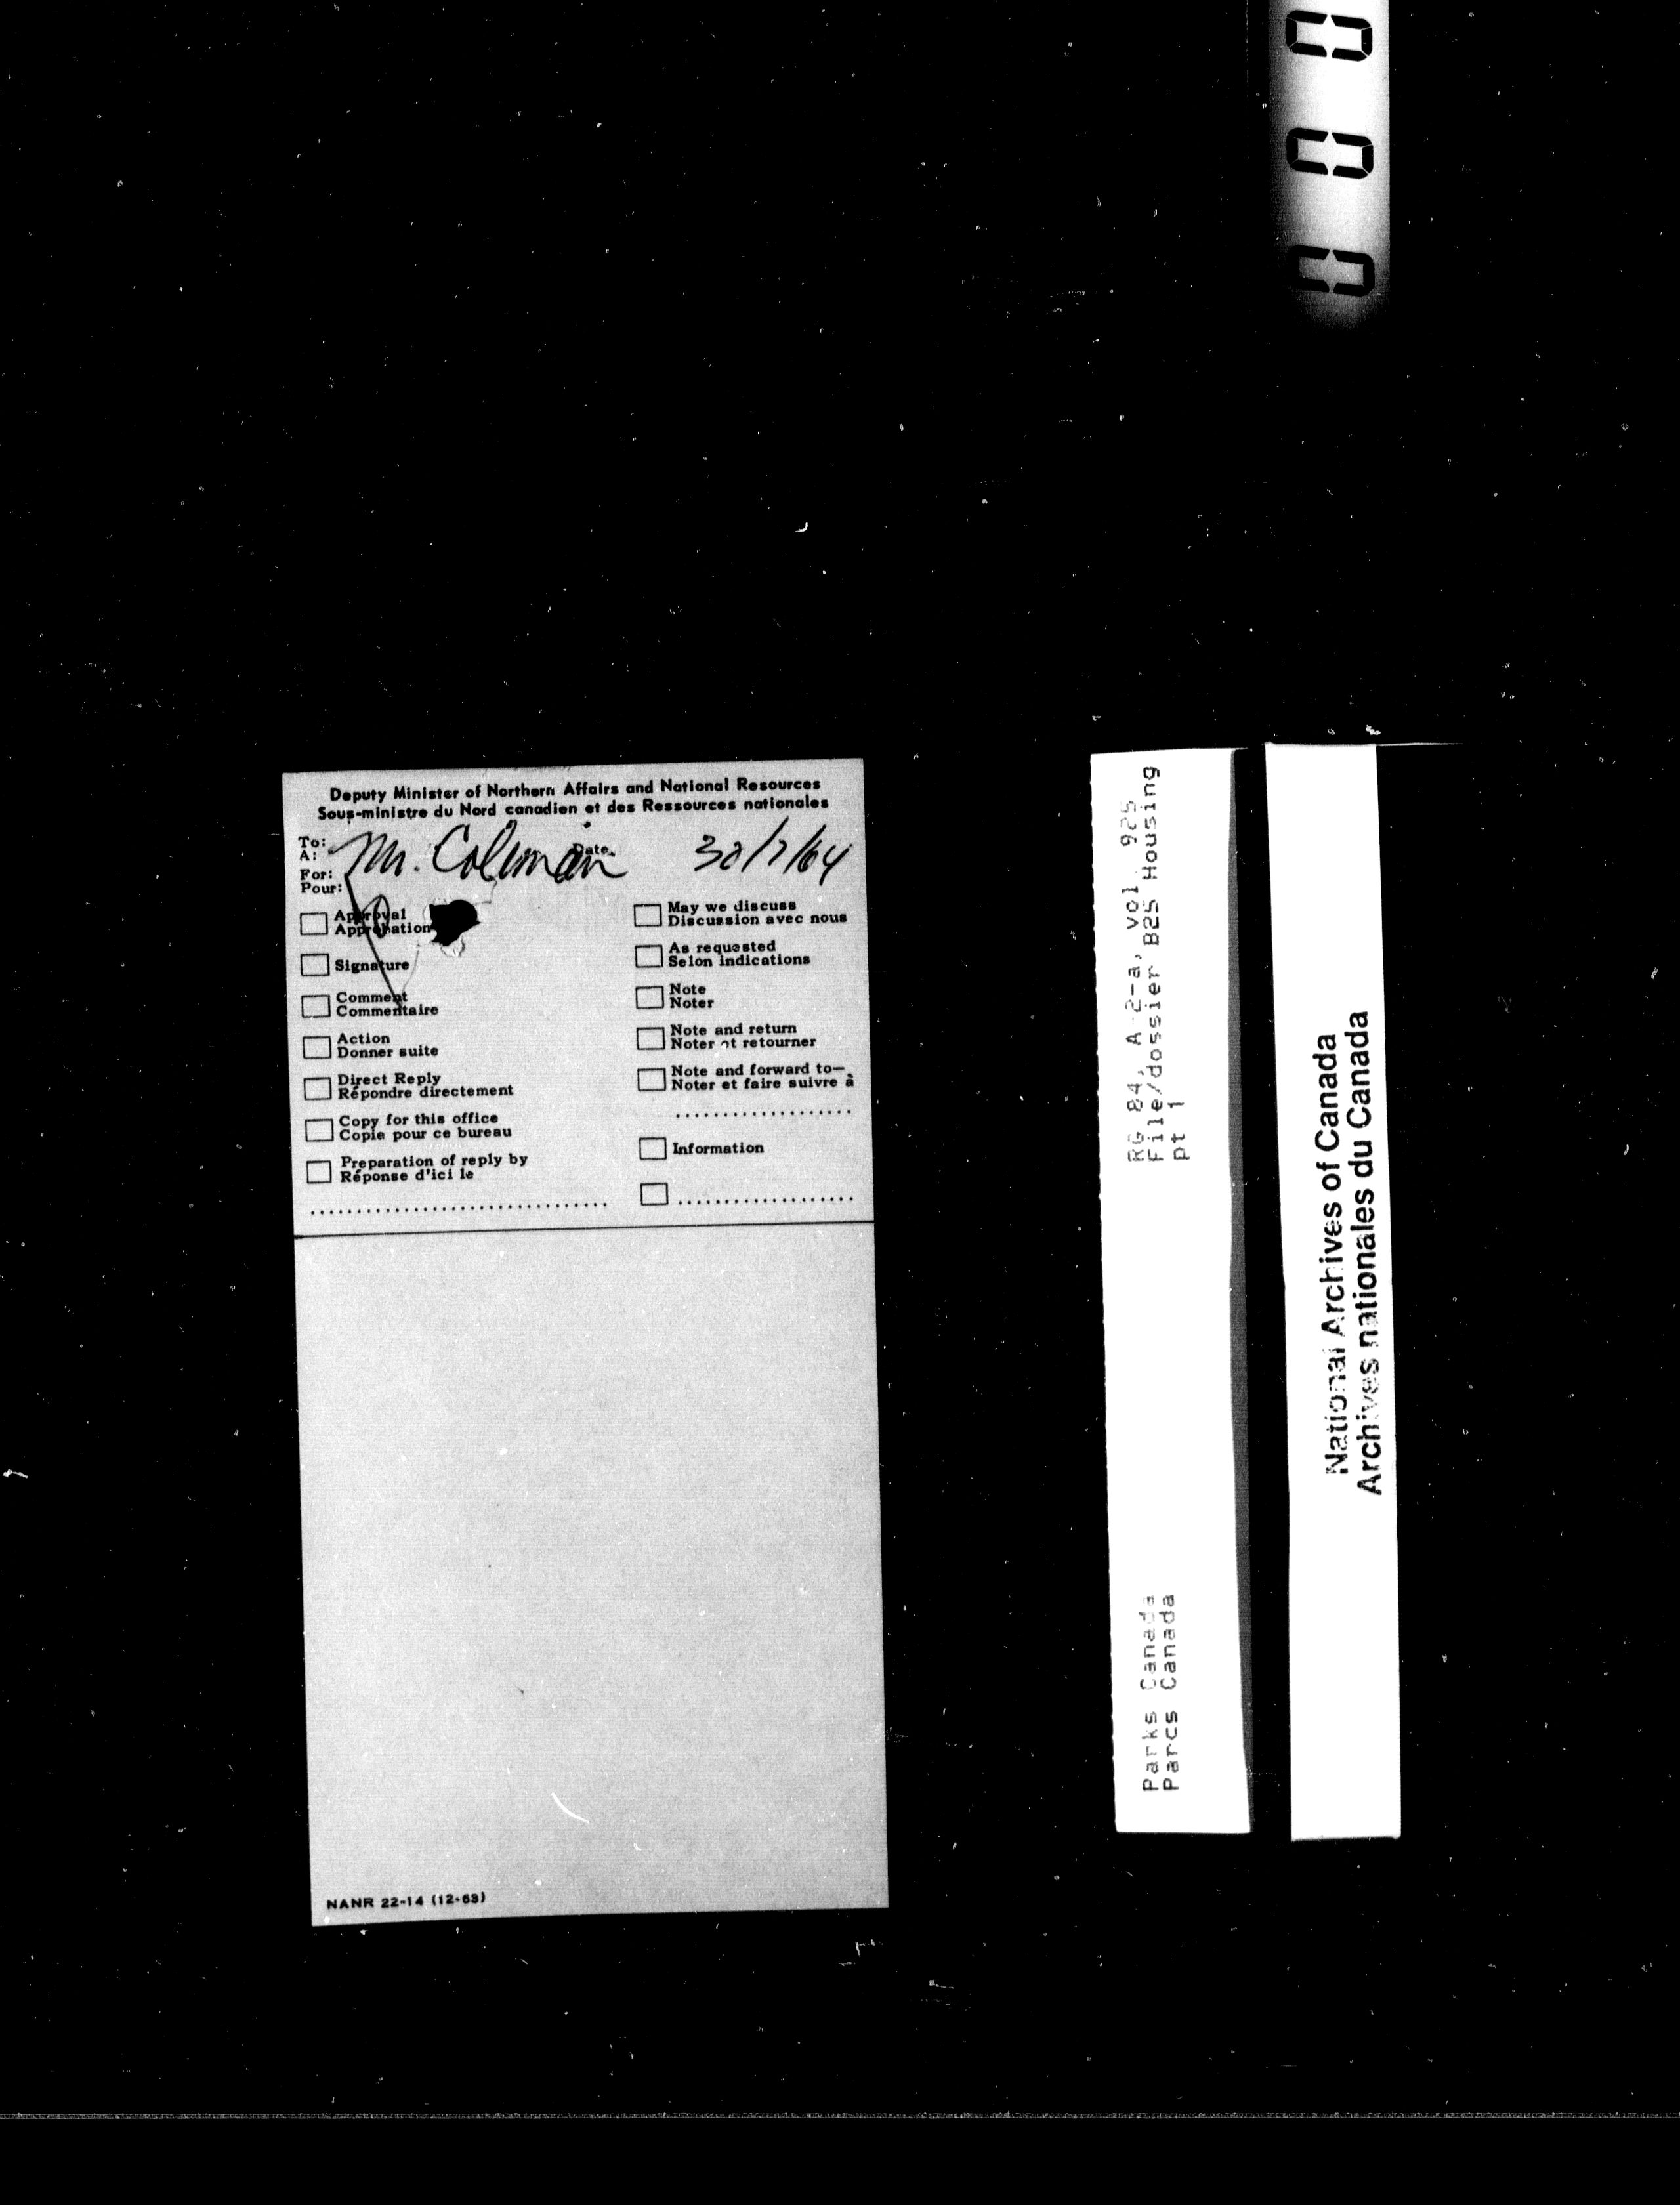 000
Deputy Minister of Northern Affairs and National Resources
Sous-ministre du Nord canadien et des Ressources nationales
To:
A:
Mr. Coleman
Date
30/7/64
For:
Pour:
Approval
Approbation
Signature
Comment
Commentaire
Action
Donner suite
Direct Reply
Répondre directement
Copy for this office
Copie pour ce bureau
Preparation of reply by
Réponse d'ici le
May we discuss
Discussion avec nous
As requested
Selon indications
Note
Noter
Note and return
Noter et retourner
Note and forward to—
Noter et faire suivre à
Information
NANR 22-14 (12-63)
RG 84, A-2-a, vol. 925
File/dossier B25 Housing
pt 1
Parks Canada
Parcs Canada
National Archives of Canada
Archives nationales du Canada